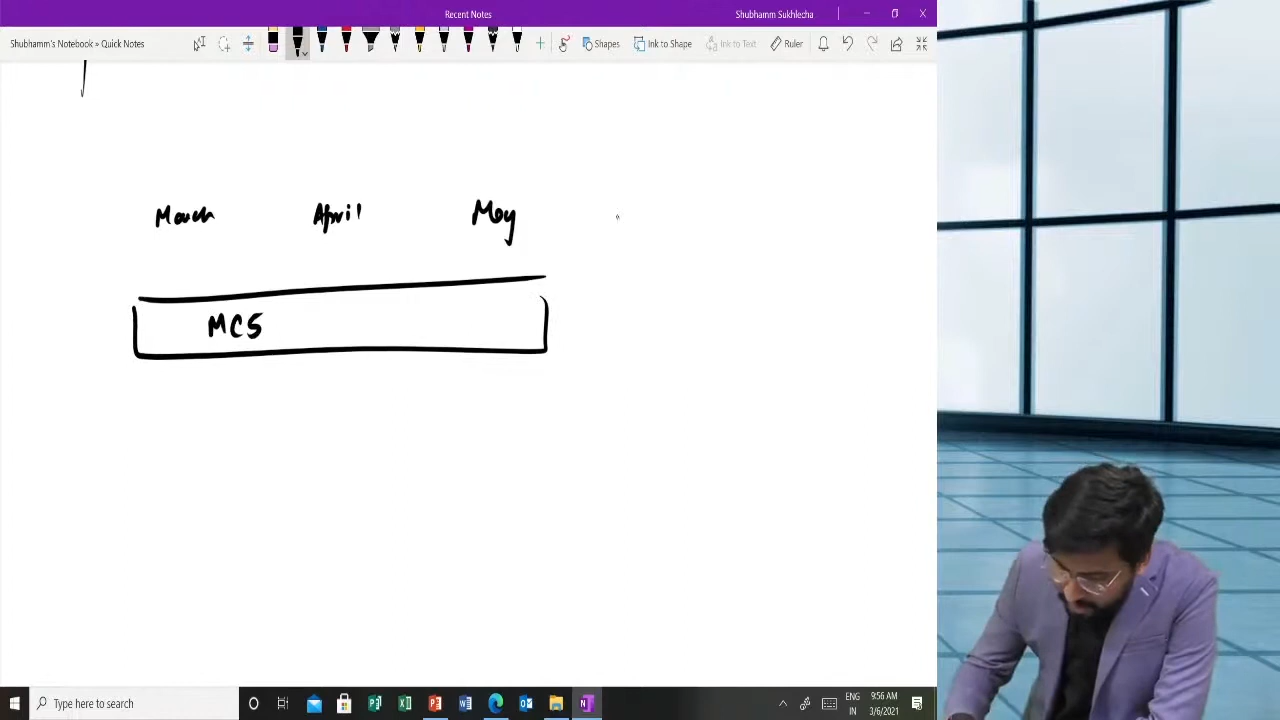 Recent Notes
Shubhamm Sukhlecha
Shubhamm's Notebook » Quick Notes
Shapes
Ink to Shape
Ink to Text
Ruler
March April May
MCS
Type here to search
ENG
IN
9:56 AM
3/6/2021